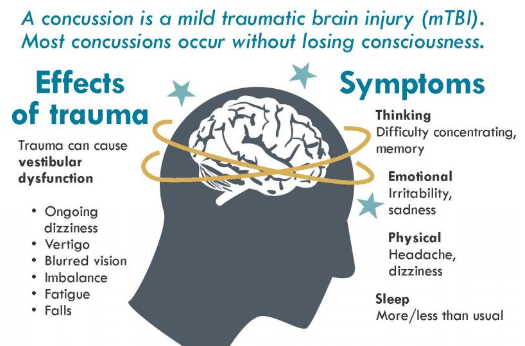 A concussion is a mild traumatic brain injury (mTBI).
Most concussions occur without losing consciousness.
Effects
of trauma
Trauma can cause
vestibular
dysfunction
• Ongoing
dizziness
• Vertigo
• Blurred vision
• Imbalance
• Fatigue
• Falls
Symptoms
Thinking
Difficulty concentrating,
memory
Emotional
Irritability,
sadness
Physical
Headache,
dizziness
Sleep
More/less than usual